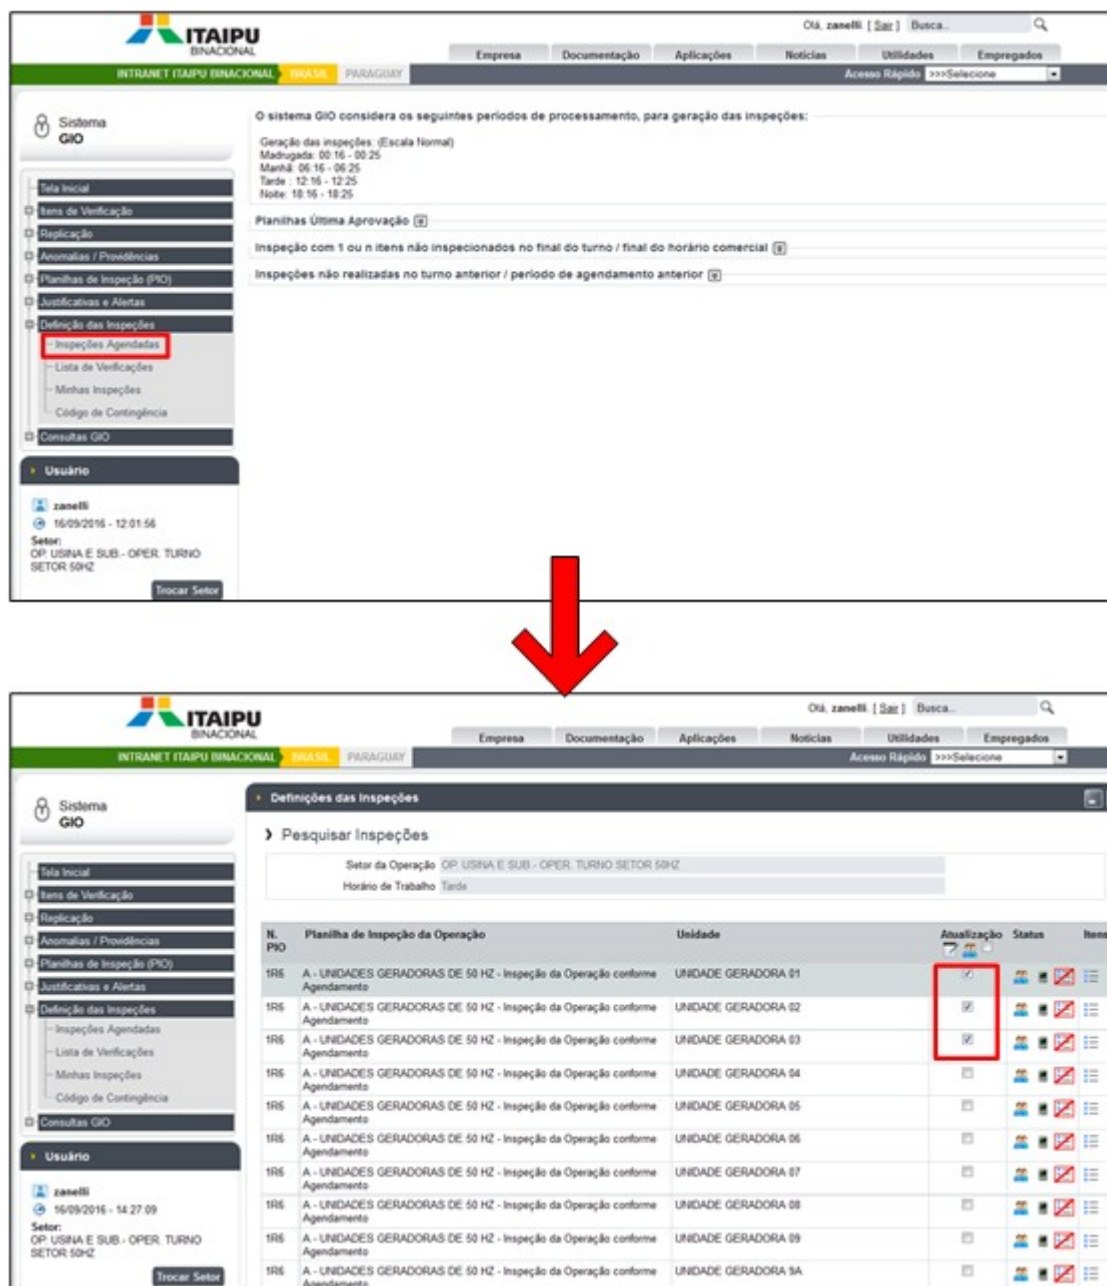 ITAIPU
BINACIONAL
Olá, zanelli. [ Sair ] Busca...
Empresa Documentação Aplicações Notícias Utilidades Empregados
INTRANET ITAIPU BINACIONAL BRASIL PARAGUAY Acesso Rápido >>>Selecione
Sistema
GIO
Tela Inicial
Itens de Verificação
Replicação
Anomalias / Providências
Planilhas de Inspeção (PIO)
Justificativas e Alertas
Definição das Inspeções
Inspeções Agendadas
Lista de Verificações
Minhas Inspeções
Código de Contingência
Consultas GIO
Usuário
zanelli
16/09/2016 - 12:01:56
Setor:
OP. USINA E SUB.- OPER. TURNO
SETOR 50HZ
Trocar Setor
O sistema GIO considera os seguintes períodos de processamento, para geração das inspeções:
Geração das inspeções: (Escala Normal)
Madrugada: 00:16 - 00:25
Manhã: 06:16 - 06:25
Tarde : 12:16 - 12:25
Noite: 18:16 - 18:25
Planilhas Última Aprovação
Inspeção com 1 ou n itens não inspecionados no final do turno / final do horário comercial
Inspeções não realizadas no turno anterior / período de agendamento anterior
ITAIPU
BINACIONAL
Olá, zanelli. [ Sair ] Busca...
Empresa Documentação Aplicações Notícias Utilidades Empregados
INTRANET ITAIPU BINACIONAL BRASIL PARAGUAY Acesso Rápido >>>Selecione
Sistema
GIO
Tela Inicial
Itens de Verificação
Replicação
Anomalias / Providências
Planilhas de Inspeção (PIO)
Justificativas e Alertas
Definição das Inspeções
Inspeções Agendadas
Lista de Verificações
Minhas Inspeções
Código de Contingência
Consultas GIO
Usuário
zanelli
16/09/2016 - 14:27:09
Setor:
OP. USINA E SUB.- OPER. TURNO
SETOR 50HZ
Trocar Setor
Definições das Inspeções
Pesquisar Inspeções
Setor da Operação OP. USINA E SUB.- OPER. TURNO SETOR 50HZ
Horário de Trabalho Tarde
N. PIO Planilha de Inspeção da Operação Unidade Atualização Status Itens
1R6 A - UNIDADES GERADORAS DE 50 HZ - Inspeção da Operação conforme UNIDADE GERADORA 01
Agendamento
1R6 A - UNIDADES GERADORAS DE 50 HZ - Inspeção da Operação conforme UNIDADE GERADORA 02
Agendamento
1R6 A - UNIDADES GERADORAS DE 50 HZ - Inspeção da Operação conforme UNIDADE GERADORA 03
Agendamento
1R6 A - UNIDADES GERADORAS DE 50 HZ - Inspeção da Operação conforme UNIDADE GERADORA 04
Agendamento
1R6 A - UNIDADES GERADORAS DE 50 HZ - Inspeção da Operação conforme UNIDADE GERADORA 05
Agendamento
1R6 A - UNIDADES GERADORAS DE 50 HZ - Inspeção da Operação conforme UNIDADE GERADORA 06
Agendamento
1R6 A - UNIDADES GERADORAS DE 50 HZ - Inspeção da Operação conforme UNIDADE GERADORA 07
Agendamento
1R6 A - UNIDADES GERADORAS DE 50 HZ - Inspeção da Operação conforme UNIDADE GERADORA 08
Agendamento
1R6 A - UNIDADES GERADORAS DE 50 HZ - Inspeção da Operação conforme UNIDADE GERADORA 09
Agendamento
1R6 A - UNIDADES GERADORAS DE 50 HZ - Inspeção da Operação conforme UNIDADE GERADORA 9A
Agendamento